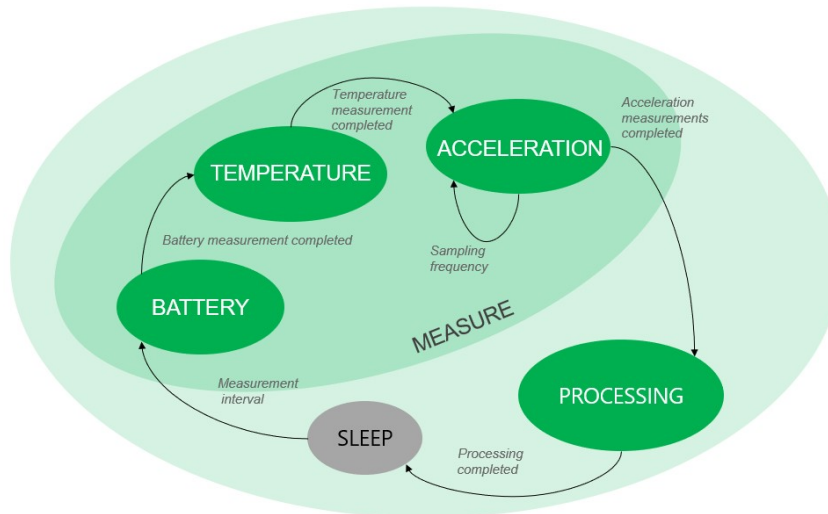 Temperature
measurement
completed
Acceleration
measurements
completed
ACCELERATION
TEMPERATURE
Battery measurement completed
Sampling
frequency
BATTERY
MEASURE
Measurement
interval
PROCESSING
SLEEP
Processing
completed